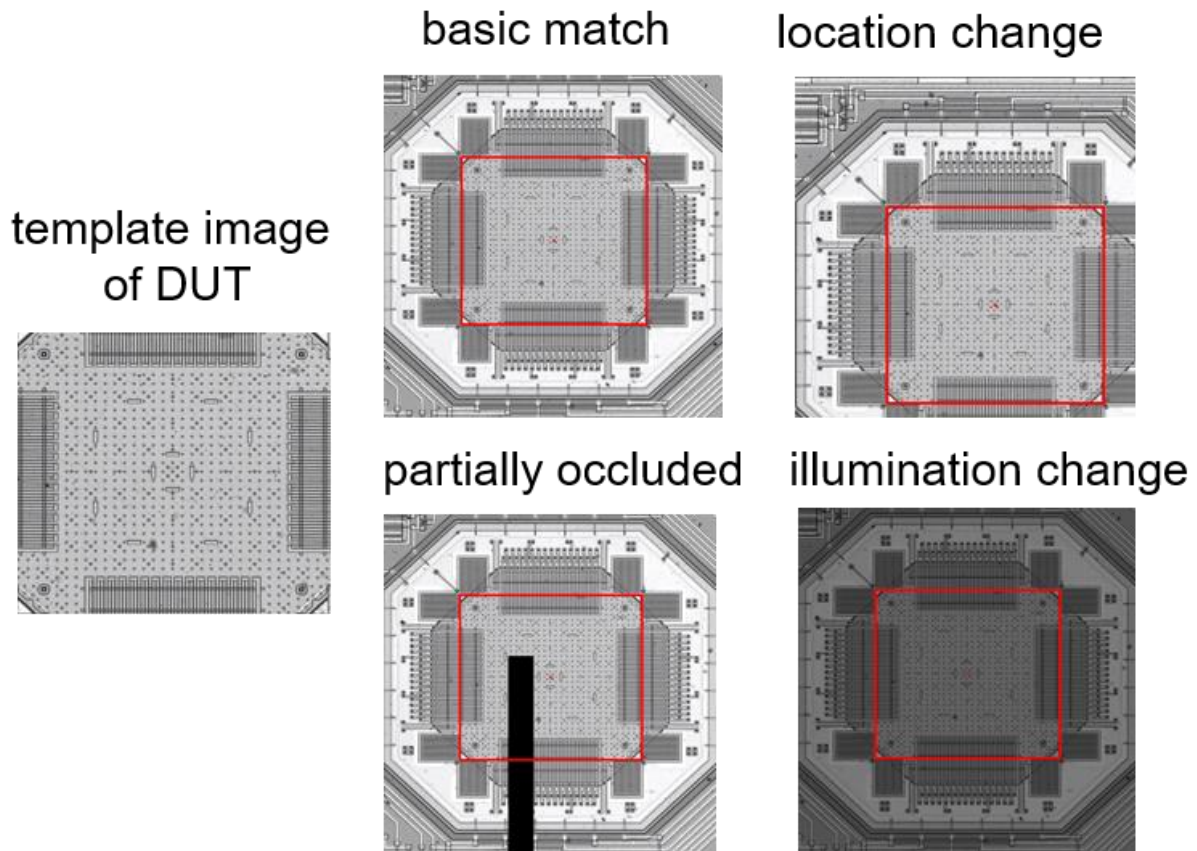 basic match
location change
template image
of DUT
partially occluded
illumination change